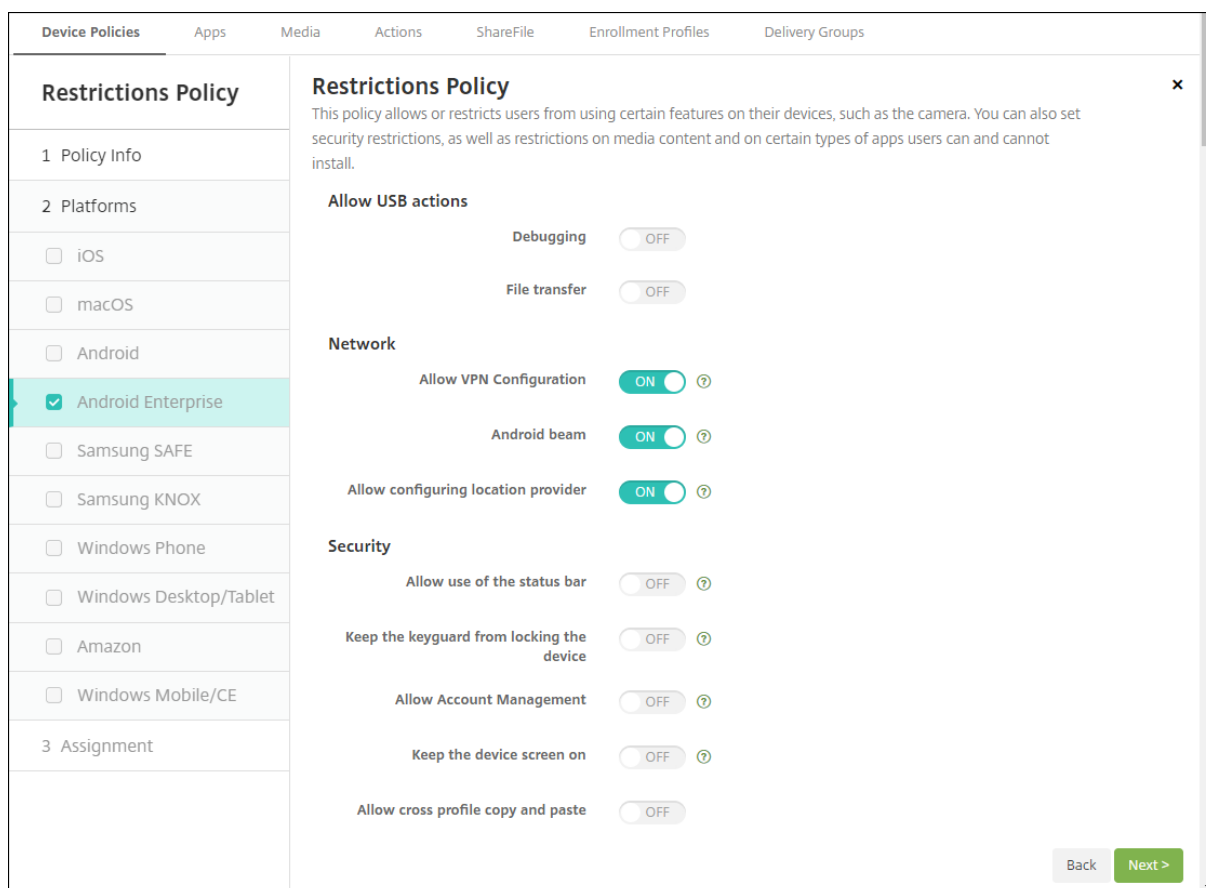 Device Policies Apps Media Actions ShareFile Enrollment Profiles Delivery Groups
Restrictions Policy
1 Policy Info
2 Platforms
iOS
macOS
Android
Android Enterprise
Samsung SAFE
Samsung KNOX
Windows Phone
Windows Desktop/Tablet
Amazon
Windows Mobile/CE
3 Assignment
Restrictions Policy
This policy allows or restricts users from using certain features on their devices, such as the camera. You can also set
security restrictions, as well as restrictions on media content and on certain types of apps users can and cannot
install.
Allow USB actions
Debugging OFF
File transfer OFF
Network
Allow VPN Configuration ON ?
Android beam ON ?
Allow configuring location provider ON ?
Security
Allow use of the status bar OFF ?
Keep the keyguard from locking the
device OFF ?
Allow Account Management OFF ?
Keep the device screen on OFF ?
Allow cross profile copy and paste OFF
Back Next >